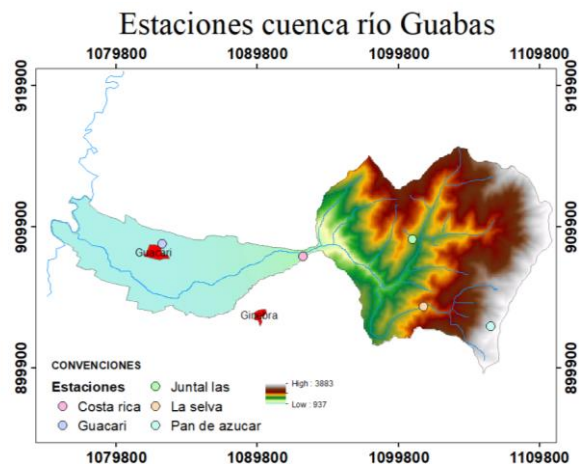 Estaciones cuenca río Guabas
1079800 1089800 1099800 1109800
919900 919900
909900 909900
899900 899900
Guacari
Ginebra
CONVENCIONES
Estaciones
Juntal las
Costa rica
La selva
Guacari
Pan de azucar
High : 3883
Low : 937
1079800 1089800 1099800 1109800